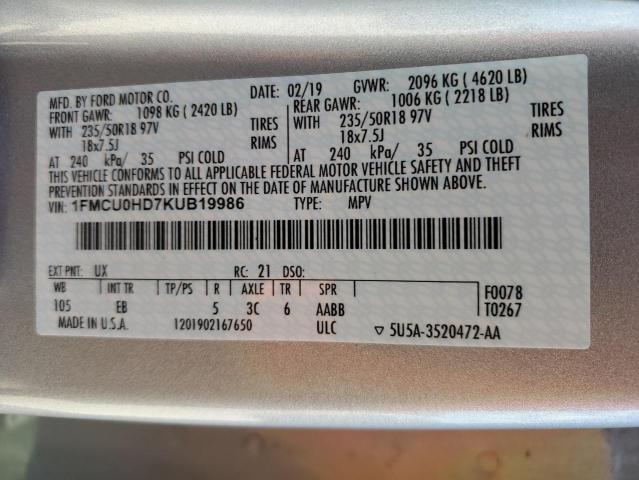 MFD. BY FORD MOTOR CO. DATE: 02/19 GVWR: 2096 KG ( 4620 LB)
FRONT GAWR: 1098 KG ( 2420 LB) REAR GAWR: 1006 KG ( 2218 LB)
WITH 235/50R18 97V TIRES WITH 235/50R18 97V TIRES
18x7.5J RIMS 18x7.5J RIMS
AT 240 kPa/ 35 PSI COLD AT 240 kPa/ 35 PSI COLD
THIS VEHICLE CONFORMS TO ALL APPLICABLE FEDERAL MOTOR VEHICLE SAFETY AND THEFT
PREVENTION STANDARDS IN EFFECT ON THE DATE OF MANUFACTURE SHOWN ABOVE.
VIN: 1FMCU0HD7KUB19986 TYPE: MPV
EXT PNT: UX RC: 21 DSO:
WB INT TR TP/PS R AXLE TR SPR F0078
105 EB 5 3C 6 AABB T0267
MADE IN U.S.A. 1201902167650 ULC ▽ 5U5A-3520472-AA